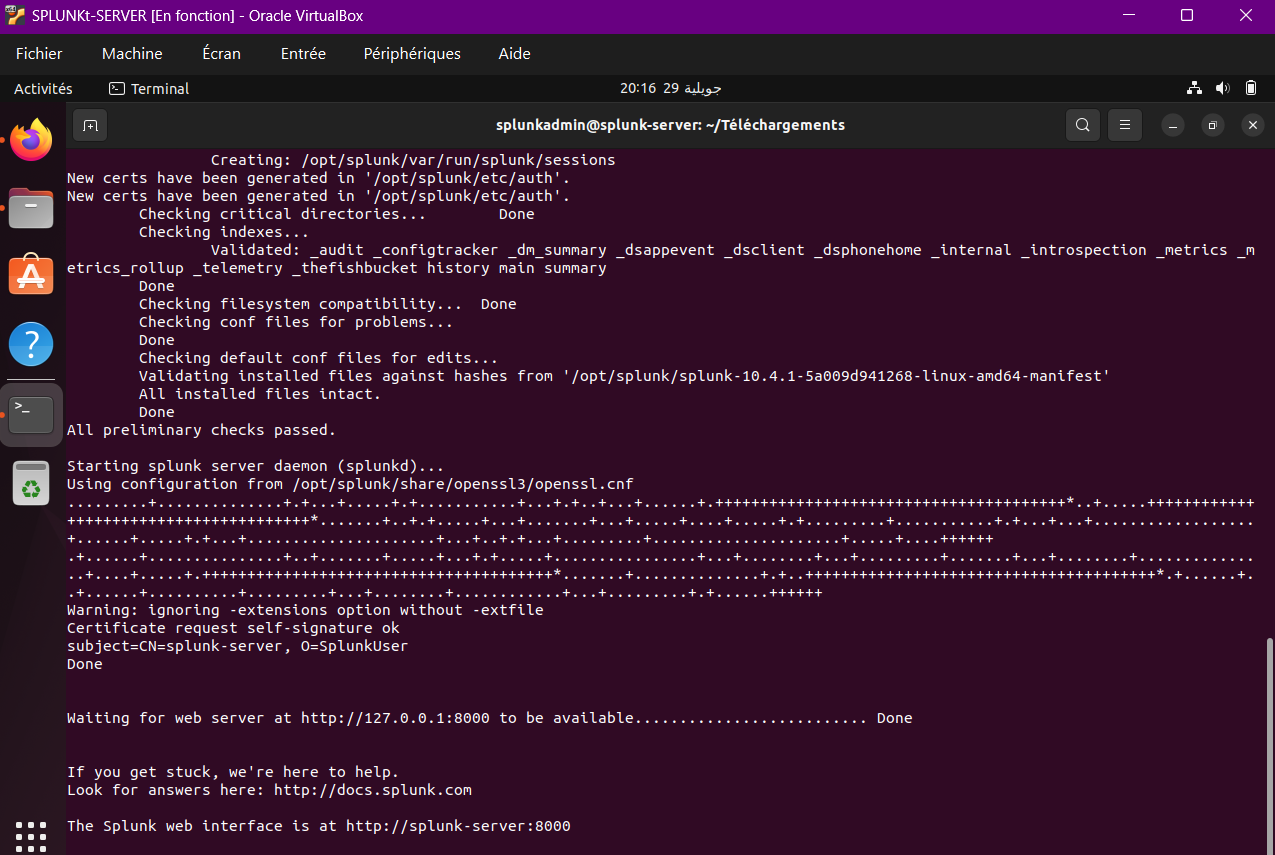 SPLUNKt-SERVER [En fonction] - Oracle VirtualBox
Fichier Machine Écran Entrée Périphériques Aide
Activités Terminal 20:16 29 جويلية
splunkadmin@splunk-server: ~/Téléchargements
Creating: /opt/splunk/var/run/splunk/sessions
New certs have been generated in '/opt/splunk/etc/auth'.
New certs have been generated in '/opt/splunk/etc/auth'.
Checking critical directories... Done
Checking indexes...
Validated: _audit _configtracker _dm_summary _dsappevent _dsclient _dsphonehome _internal _introspection _metrics _m
etrics_rollup _telemetry _thefishbucket history main summary
Done
Checking filesystem compatibility... Done
Checking conf files for problems...
Done
Checking default conf files for edits...
Validating installed files against hashes from '/opt/splunk/splunk-10.4.1-5a009d941268-linux-amd64-manifest'
All installed files intact.
Done
All preliminary checks passed.
Starting splunk server daemon (splunkd)...
Using configuration from /opt/splunk/share/openssl3/openssl.cnf
Warning: ignoring -extensions option without -extfile
Certificate request self-signature ok
subject=CN=splunk-server, O=SplunkUser
Done
Waiting for web server at http://127.0.0.1:8000 to be available.......................... Done
If you get stuck, we're here to help.
Look for answers here: http://docs.splunk.com
The Splunk web interface is at http://splunk-server:8000